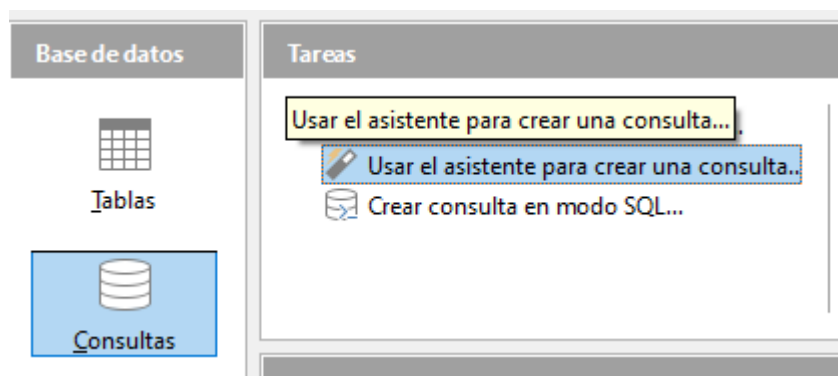 Base de datos
Tareas
Tablas
Consultas
Usar el asistente para crear una consulta...
Usar el asistente para crear una consulta..
Crear consulta en modo SQL...